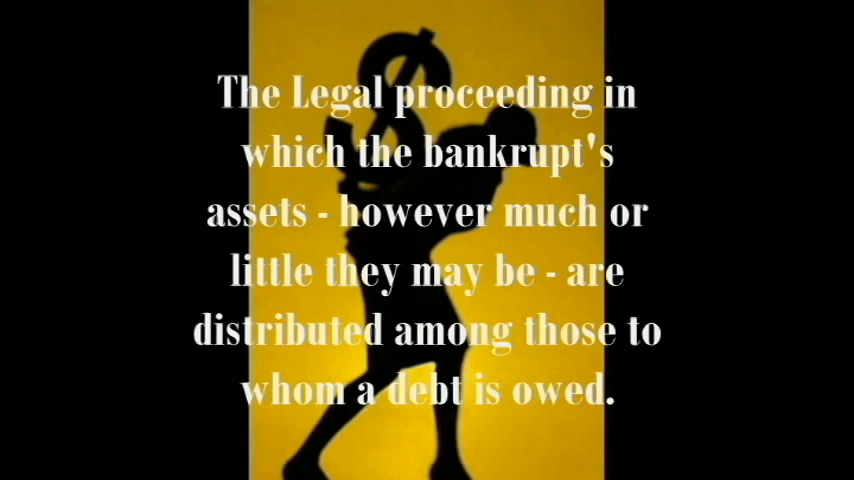 The Legal proceeding in
which the bankrupt's
assets - however much or
little they may be - are
distributed among those to
whom a debt is owed.